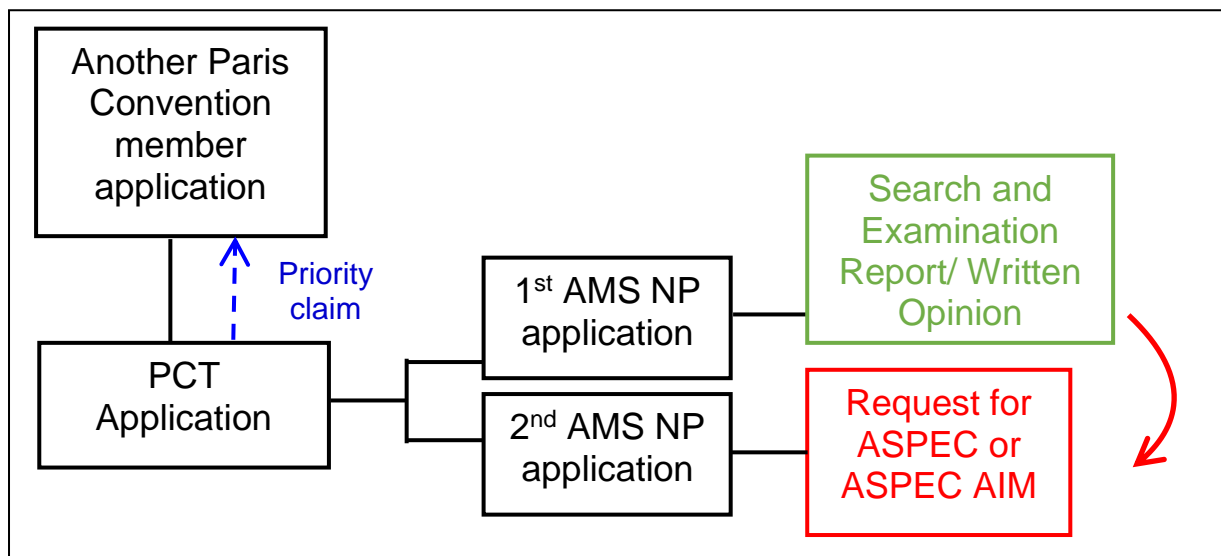 Another Paris
Convention
member
application
Priority
claim
PCT
Application
1st AMS NP
application
2nd AMS NP
application
Search and
Examination
Report/ Written
Opinion
Request for
ASPEC or
ASPEC AIM